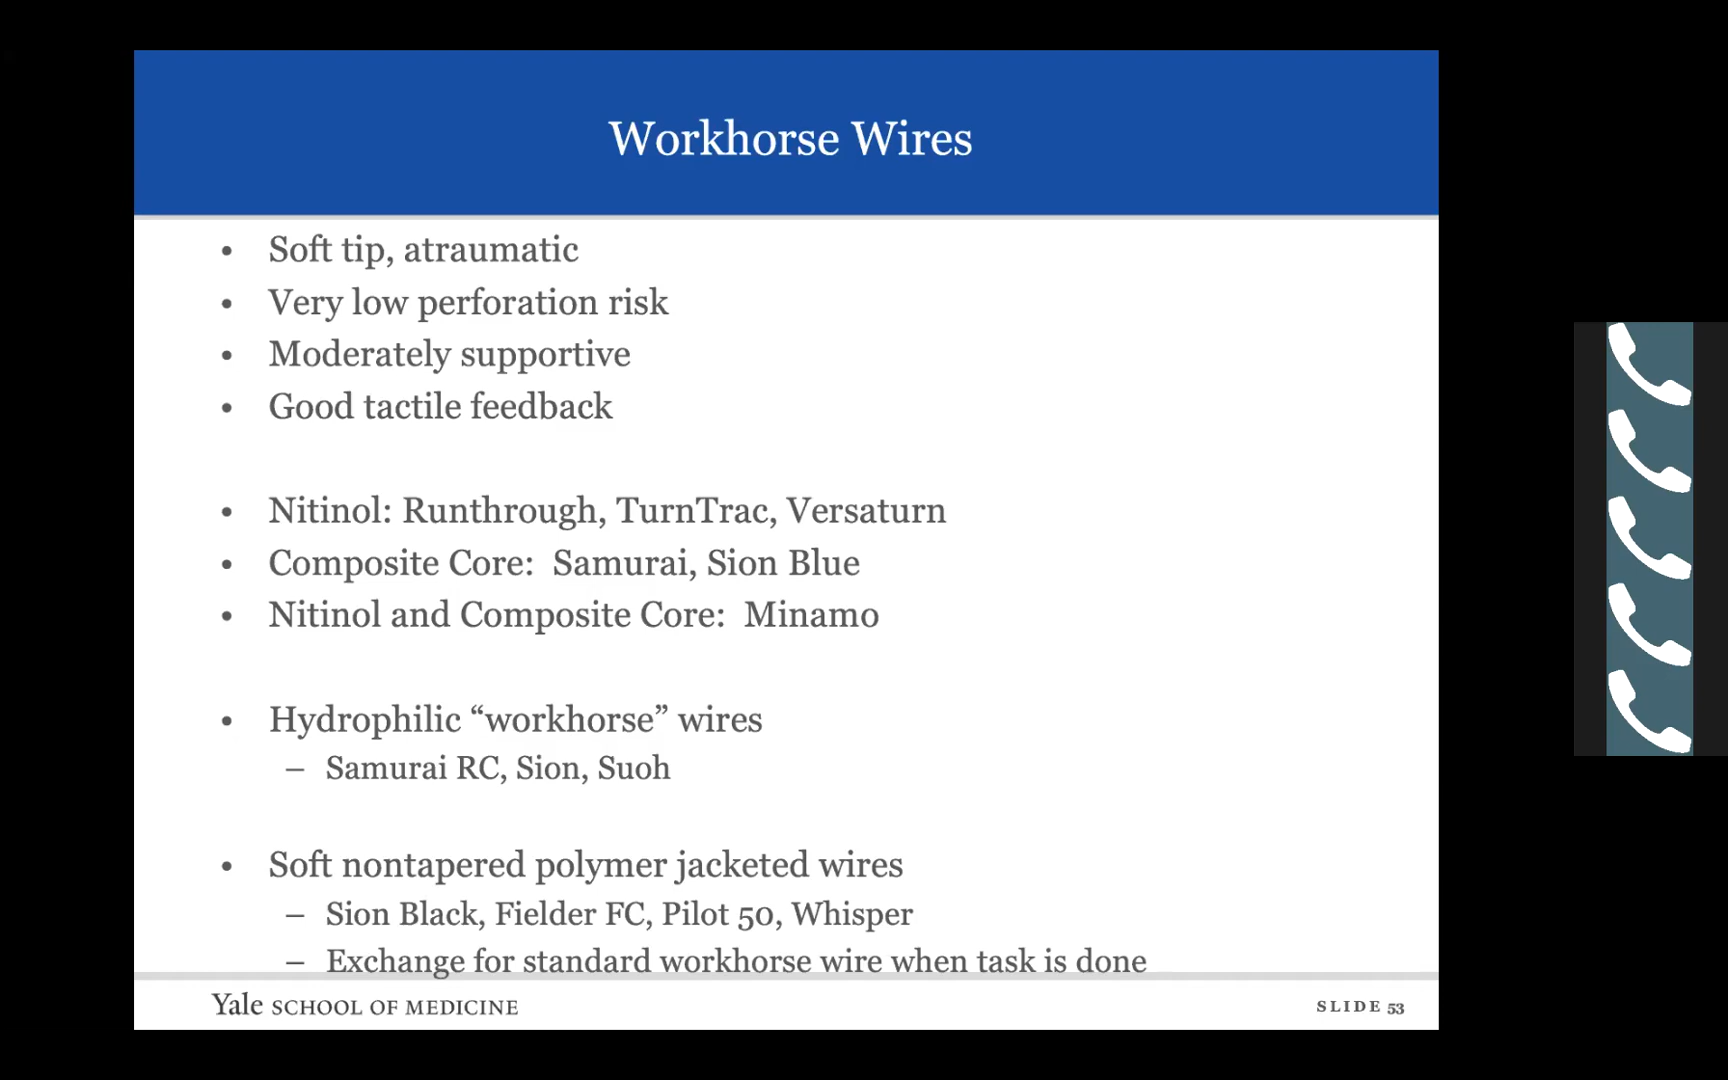 Workhorse Wires
• Soft tip, atraumatic
• Very low perforation risk
• Moderately supportive
• Good tactile feedback
• Nitinol: Runthrough, TurnTrac, Versaturn
• Composite Core:  Samurai, Sion Blue
• Nitinol and Composite Core:  Minamo
• Hydrophilic “workhorse” wires
– Samurai RC, Sion, Suoh
• Soft nontapered polymer jacketed wires
– Sion Black, Fielder FC, Pilot 50, Whisper
– Exchange for standard workhorse wire when task is done
Yale SCHOOL OF MEDICINE
SLIDE 53